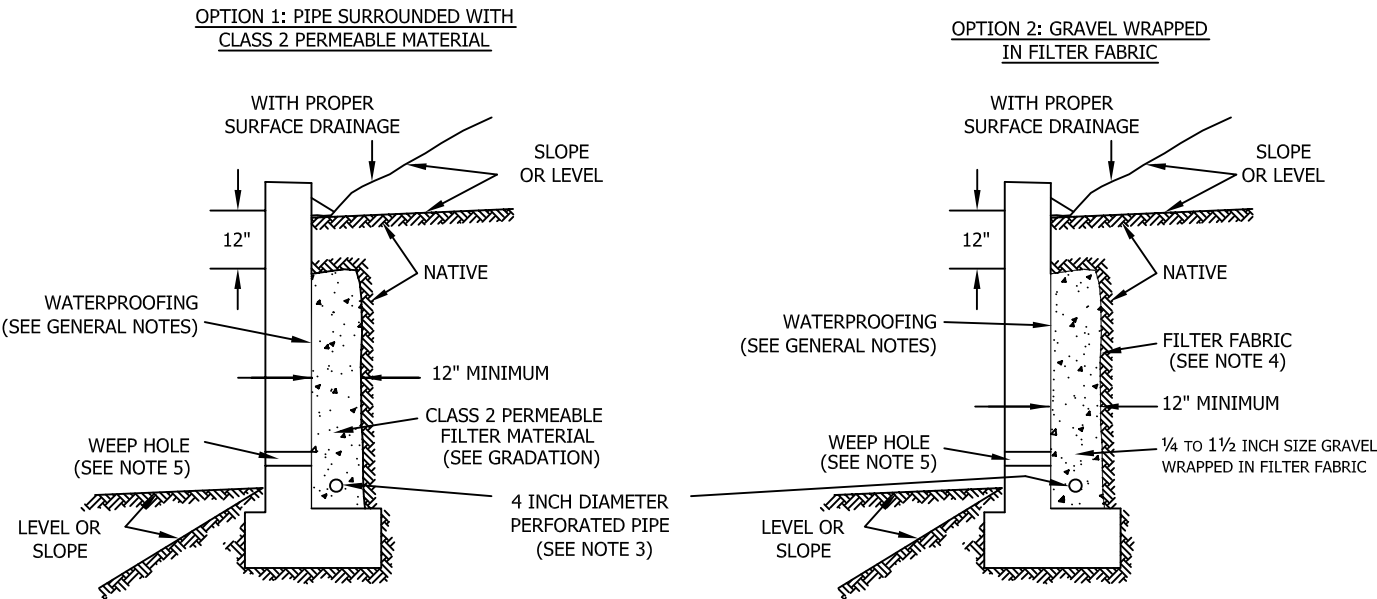 OPTION 1: PIPE SURROUNDED WITH
CLASS 2 PERMEABLE MATERIAL
WITH PROPER
SURFACE DRAINAGE
SLOPE
OR LEVEL
12"
NATIVE
WATERPROOFING
(SEE GENERAL NOTES)
12" MINIMUM
CLASS 2 PERMEABLE
FILTER MATERIAL
(SEE GRADATION)
WEEP HOLE
(SEE NOTE 5)
4 INCH DIAMETER
PERFORATED PIPE
(SEE NOTE 3)
LEVEL OR
SLOPE
OPTION 2: GRAVEL WRAPPED
IN FILTER FABRIC
WITH PROPER
SURFACE DRAINAGE
SLOPE
OR LEVEL
12"
NATIVE
WATERPROOFING
(SEE GENERAL NOTES)
FILTER FABRIC
(SEE NOTE 4)
12" MINIMUM
WEEP HOLE
(SEE NOTE 5)
¼ TO 1½ INCH SIZE GRAVEL
WRAPPED IN FILTER FABRIC
LEVEL OR
SLOPE